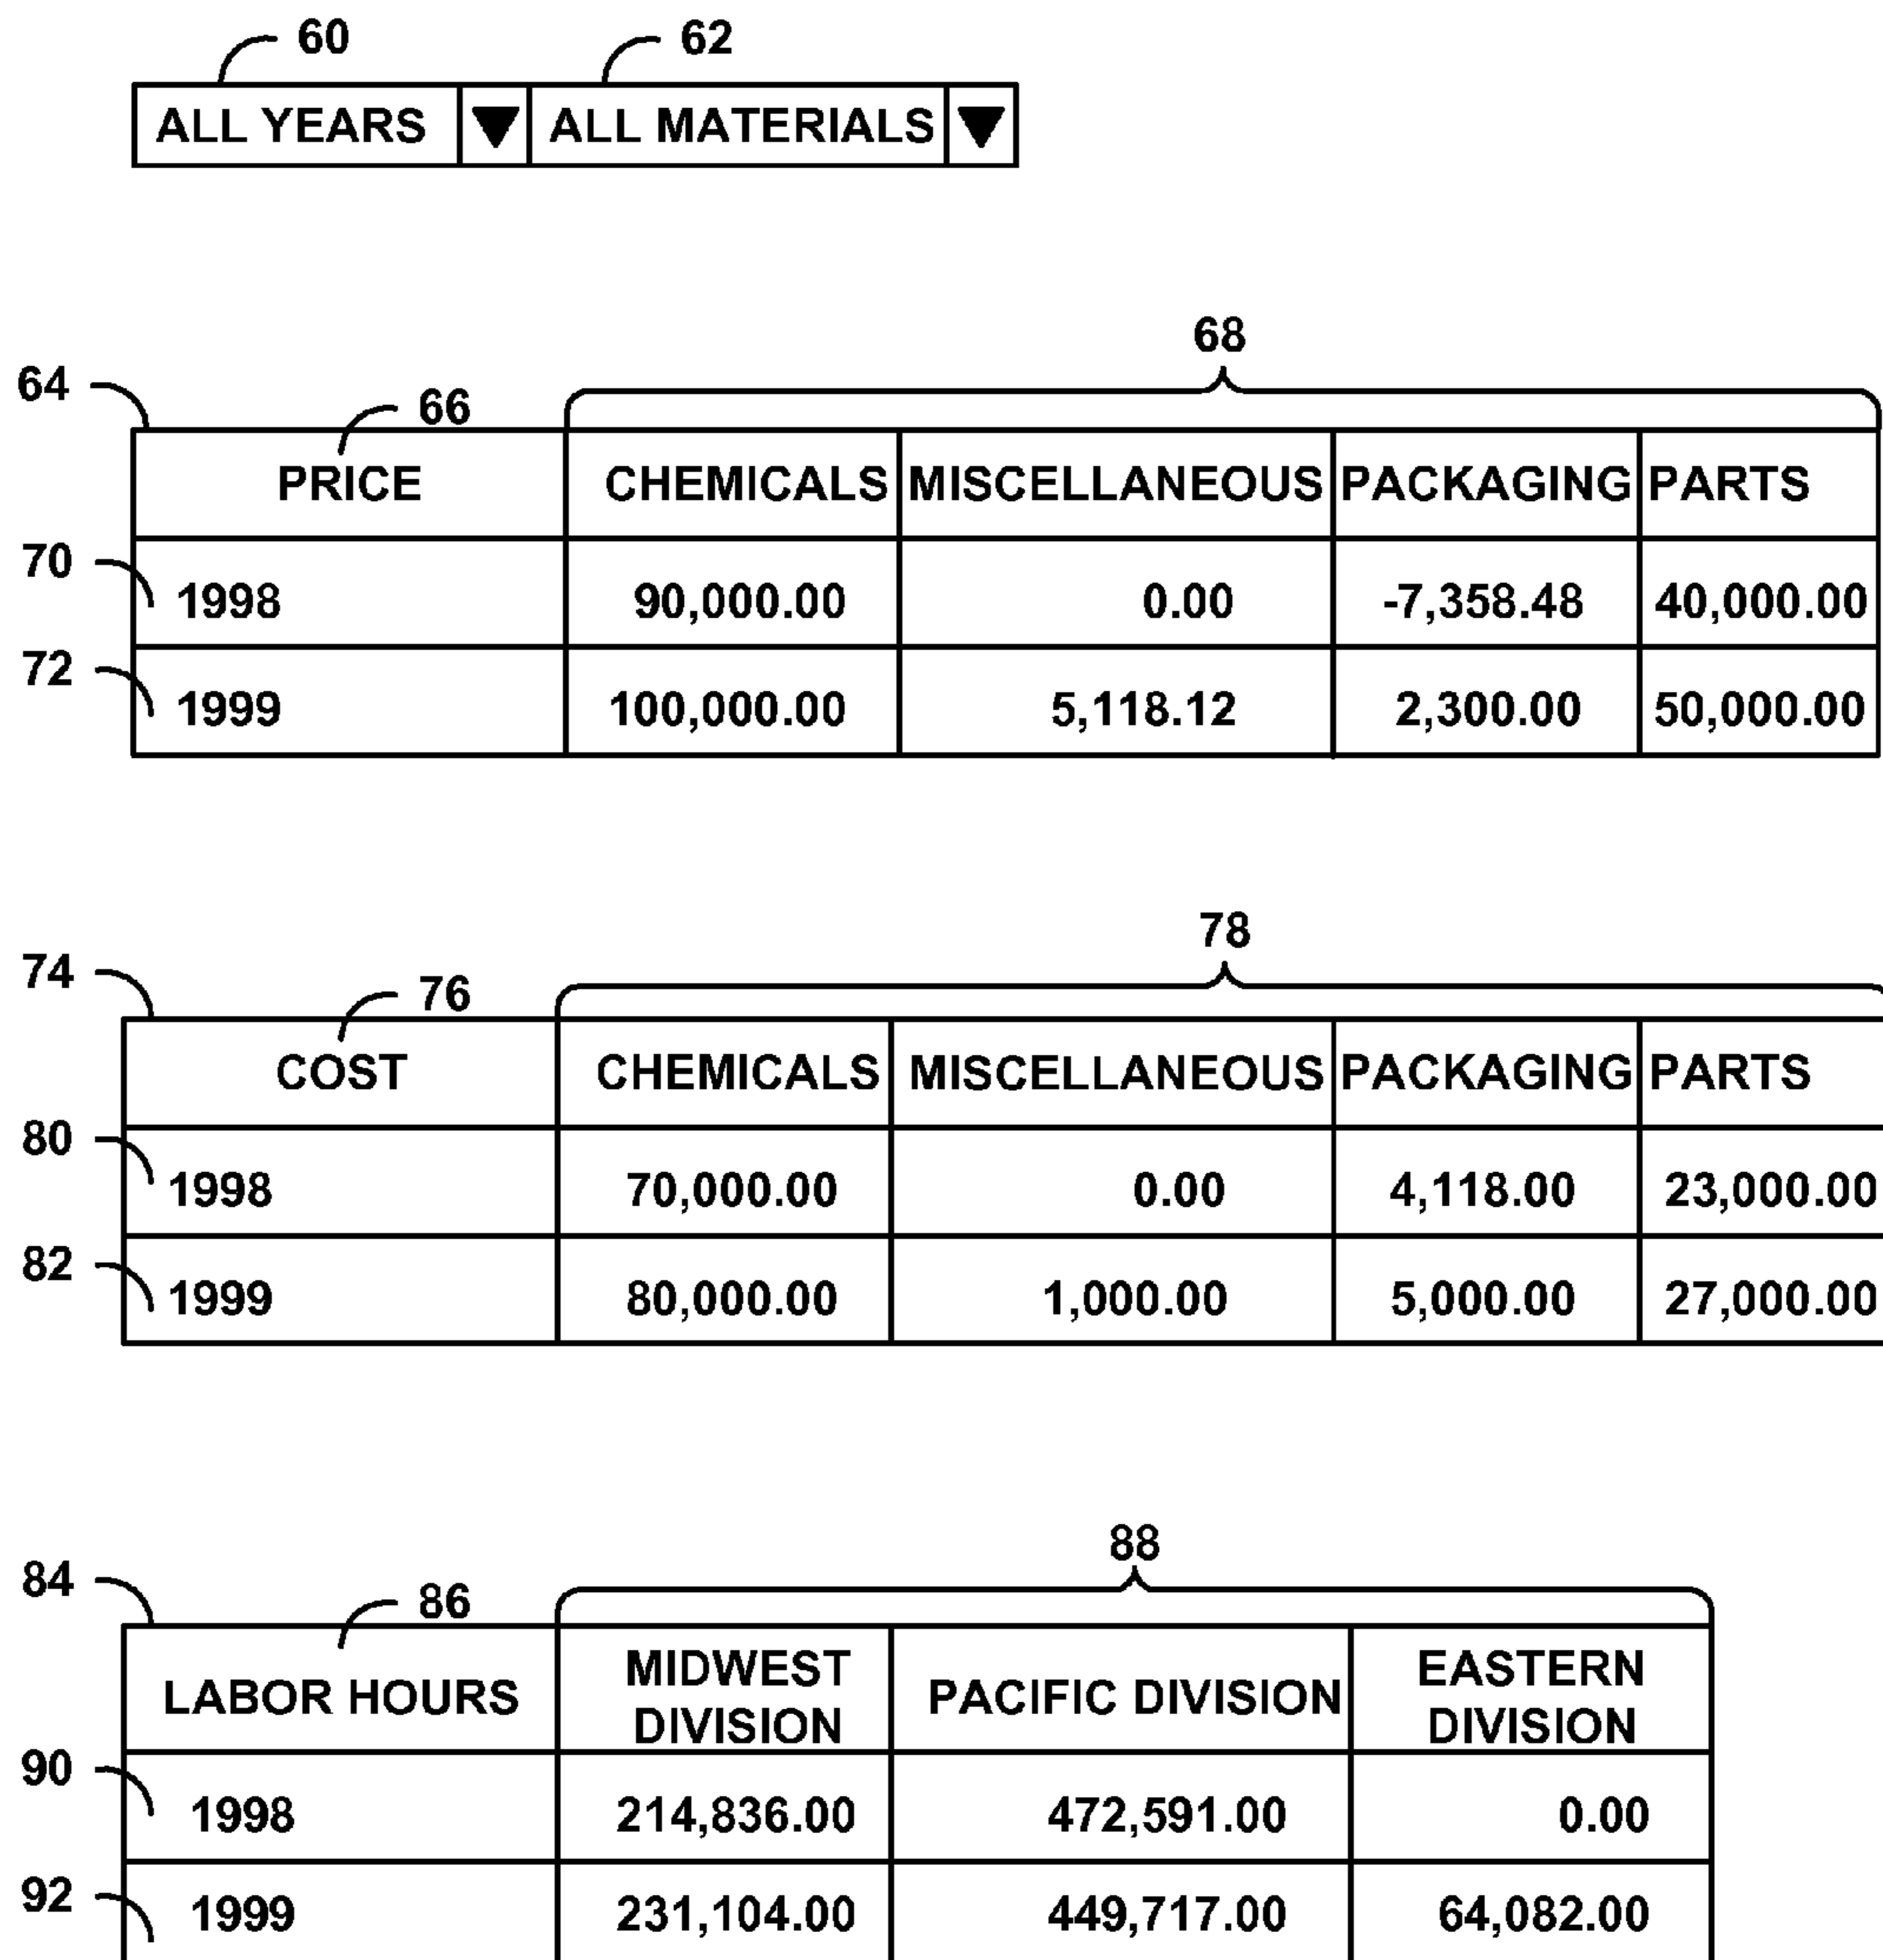 60 62
ALL YEARS ALL MATERIALS
68
64 66
PRICE CHEMICALS MISCELLANEOUS PACKAGING PARTS
70 1998 90,000.00 0.00 -7,358.48 40,000.00
72 1999 100,000.00 5,118.12 2,300.00 50,000.00
78
74 76
COST CHEMICALS MISCELLANEOUS PACKAGING PARTS
80 1998 70,000.00 0.00 4,118.00 23,000.00
82 1999 80,000.00 1,000.00 5,000.00 27,000.00
88
84 86
LABOR HOURS MIDWEST DIVISION PACIFIC DIVISION EASTERN DIVISION
90 1998 214,836.00 472,591.00 0.00
92 1999 231,104.00 449,717.00 64,082.00